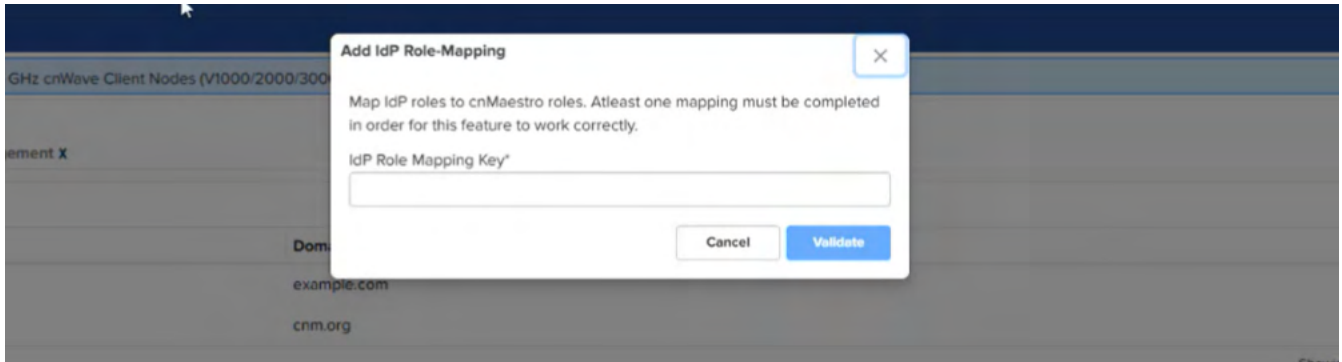 Add IdP Role-Mapping
GHz cnWave Client Nodes (V1000/2000/300
Map IdP roles to cnMaestro roles. Atleast one mapping must be completed
in order for this feature to work correctly.
ement X
IdP Role Mapping Key*
Cancel
Validate
Doma
example.com
cnm.org